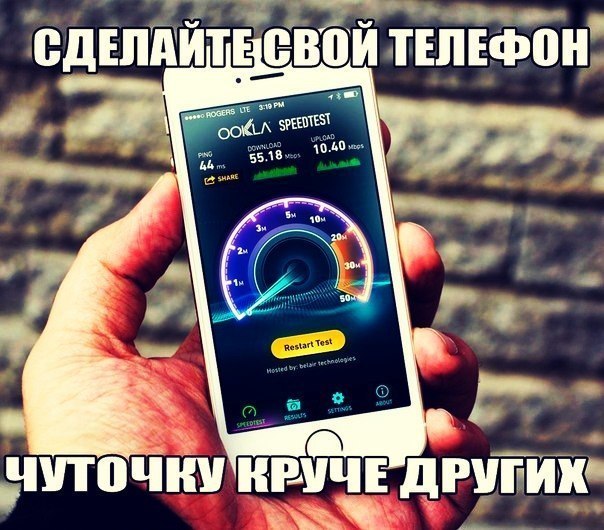 СДЕЛАЙТЕ СВОЙ ТЕЛЕФОН
ROGERS LTE 3:19 PM
OOKLA SPEEDTEST
PING DOWNLOAD UPLOAD
44 ms 55.18 Mbps 10.40 Mbps
SHARE
5M
3M 10M
2M 20M
1M 30M
50M
Restart Test
Hosted by: belair technologies
SPEEDTEST RESULTS SETTINGS ABOUT
ЧУТОЧКУ КРУЧЕ ДРУГИХ